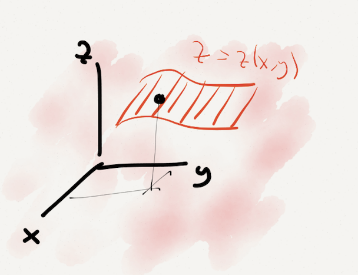 z = z(x,y)
z
y
x